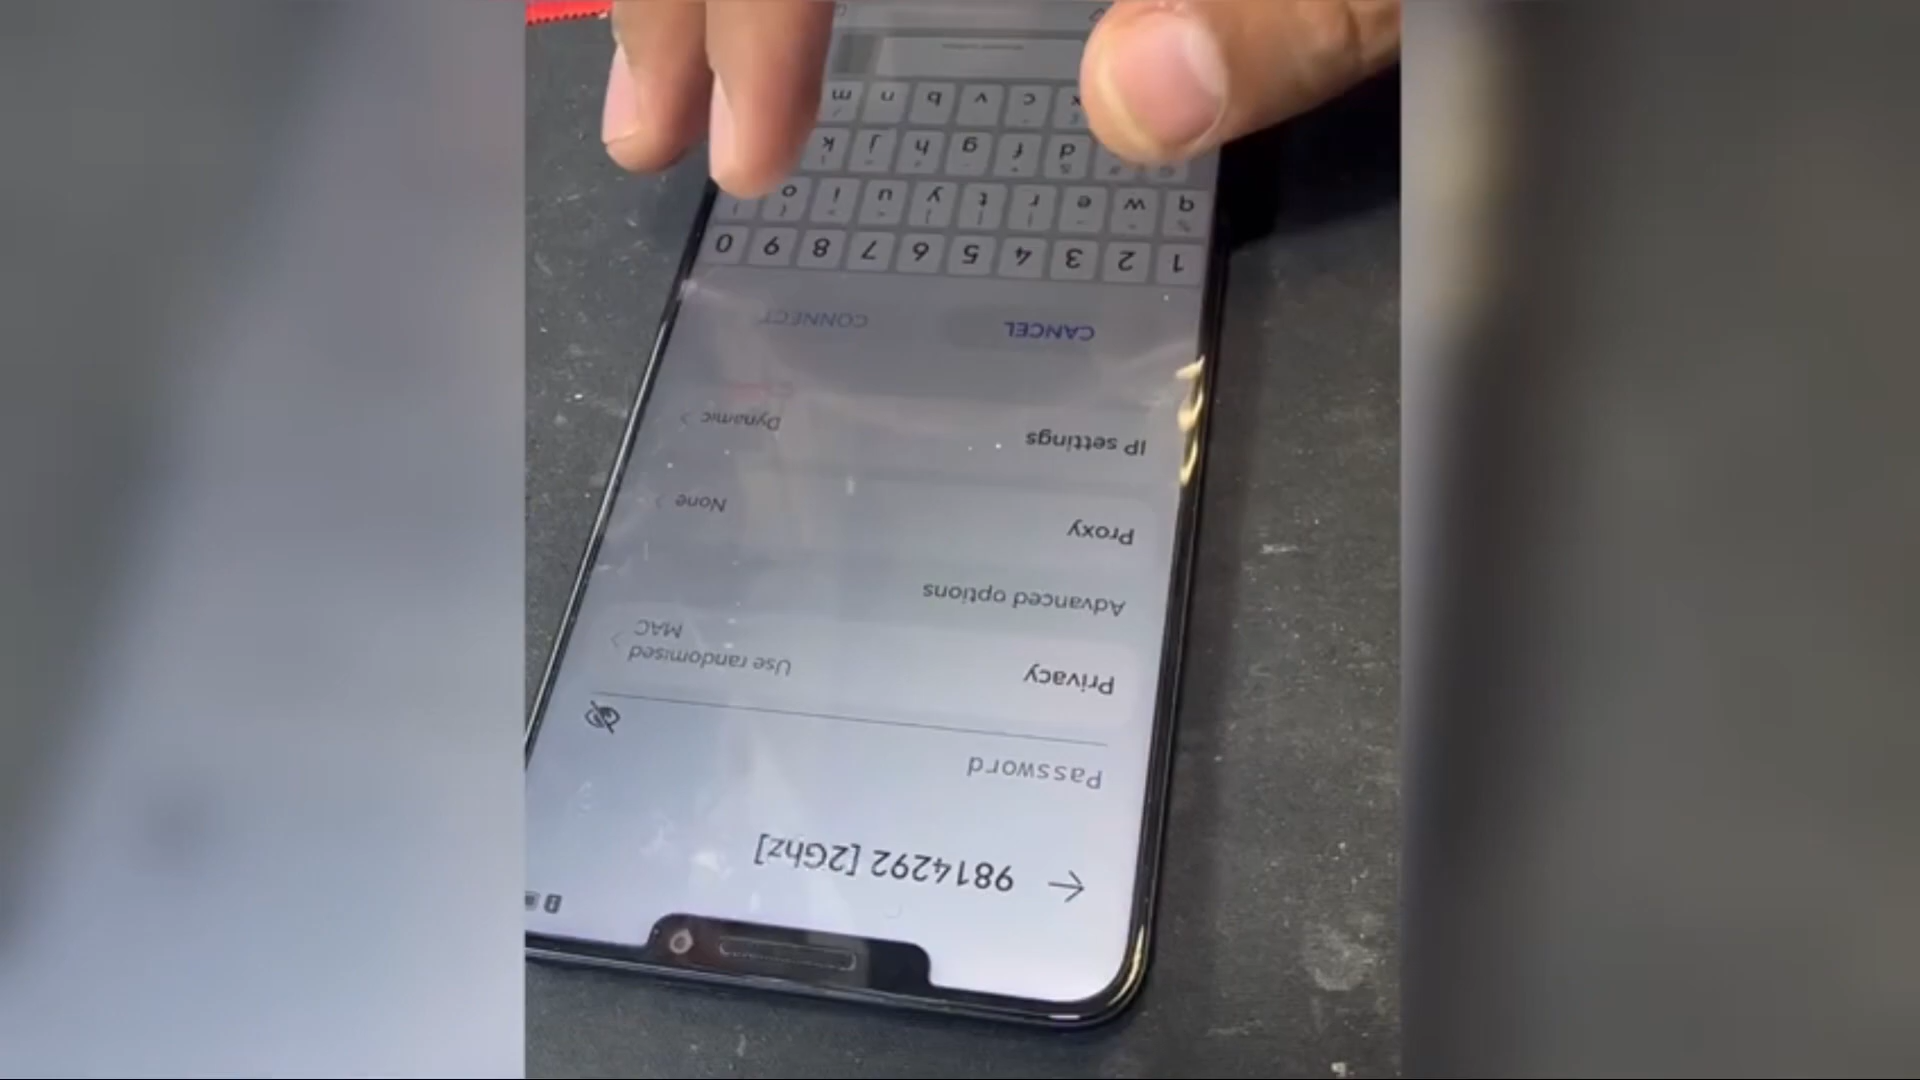 9814292 [2Ghz]
Password
Privacy
Use randomised
MAC
Advanced options
Proxy
None
IP settings
Dynamic
CANCEL
CONNECT
1 2 3 4 5 6 7 8 9 0
q w e r t y u i o
d f g h j k
x c v b n m